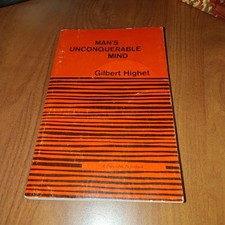 MAN'S
UNCONQUERABLE
MIND
Gilbert Highet